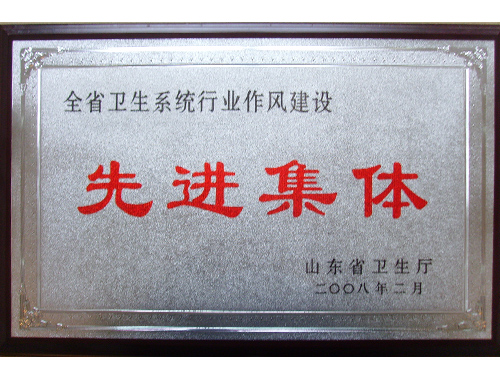 全省卫生系统行业作风建设
先进集体
山东省卫生厅
二〇〇八年二月